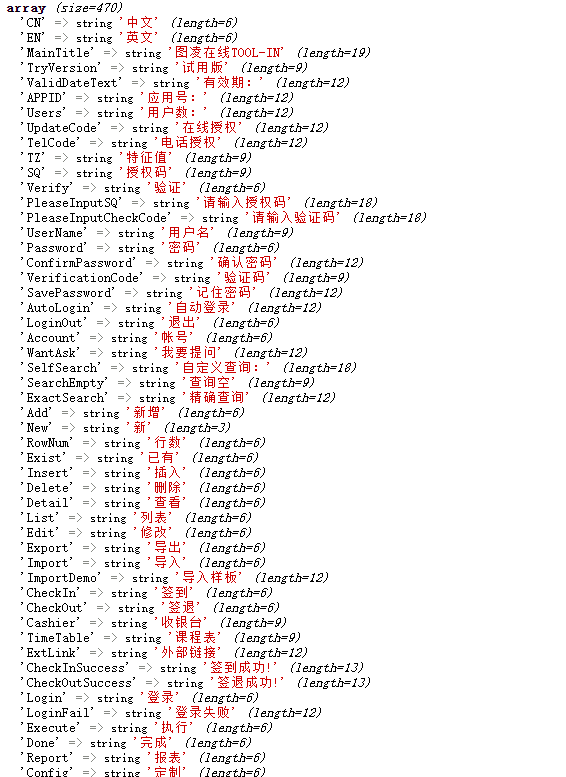 array (size=470)
'CN' => string '中文' (length=6)
'EN' => string '英文' (length=6)
'MainTitle' => string '图凌在线TOOL-IN' (length=19)
'TryVersion' => string '试用版' (length=9)
'ValidDateText' => string '有效期：' (length=12)
'APPID' => string '应用号：' (length=12)
'Users' => string '用户数：' (length=12)
'UpdateCode' => string '在线授权' (length=12)
'TelCode' => string '电话授权' (length=12)
'TZ' => string '特征值' (length=9)
'SQ' => string '授权码' (length=9)
'Verify' => string '验证' (length=6)
'PleaseInputSQ' => string '请输入授权码' (length=18)
'PleaseInputCheckCode' => string '请输入验证码' (length=18)
'UserName' => string '用户名' (length=9)
'Password' => string '密码' (length=6)
'ConfirmPassword' => string '确认密码' (length=12)
'VerificationCode' => string '验证码' (length=9)
'SavePassword' => string '记住密码' (length=12)
'AutoLogin' => string '自动登录' (length=12)
'LoginOut' => string '退出' (length=6)
'Account' => string '帐号' (length=6)
'WantAsk' => string '我要提问' (length=12)
'SelfSearch' => string '自定义查询：' (length=18)
'SearchEmpty' => string '查询空' (length=9)
'ExactSearch' => string '精确查询' (length=12)
'Add' => string '新增' (length=6)
'New' => string '新' (length=3)
'RowNum' => string '行数' (length=6)
'Exist' => string '已有' (length=6)
'Insert' => string '插入' (length=6)
'Delete' => string '删除' (length=6)
'Detail' => string '查看' (length=6)
'List' => string '列表' (length=6)
'Edit' => string '修改' (length=6)
'Export' => string '导出' (length=6)
'Import' => string '导入' (length=6)
'ImportDemo' => string '导入样板' (length=12)
'CheckIn' => string '签到' (length=6)
'CheckOut' => string '签退' (length=6)
'Cashier' => string '收银台' (length=9)
'TimeTable' => string '课程表' (length=9)
'ExtLink' => string '外部链接' (length=12)
'CheckInSuccess' => string '签到成功!' (length=13)
'CheckOutSuccess' => string '签退成功!' (length=13)
'Login' => string '登录' (length=6)
'LoginFail' => string '登录失败' (length=12)
'Execute' => string '执行' (length=6)
'Done' => string '完成' (length=6)
'Report' => string '报表' (length=6)
'Config' => string '定制' (length=6)